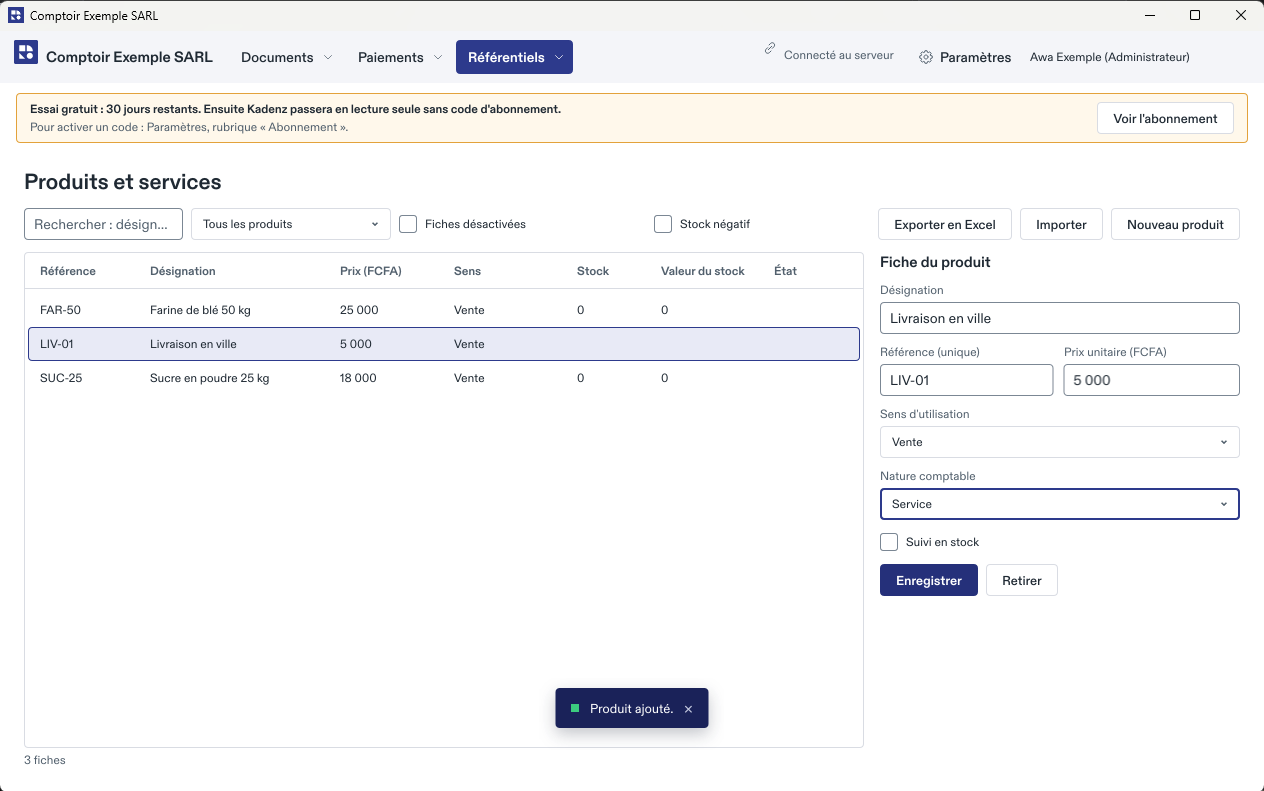 Comptoir Exemple SARL
Comptoir Exemple SARL Documents Paiements Référentiels Connecté au serveur Paramètres Awa Exemple (Administrateur)
Essai gratuit : 30 jours restants. Ensuite Kadenz passera en lecture seule sans code d'abonnement.
Pour activer un code : Paramètres, rubrique « Abonnement ».
Voir l'abonnement
Produits et services
Rechercher : désign... Tous les produits Fiches désactivées Stock négatif Exporter en Excel Importer Nouveau produit
Référence Désignation Prix (FCFA) Sens Stock Valeur du stock État
FAR-50 Farine de blé 50 kg 25 000 Vente 0 0
LIV-01 Livraison en ville 5 000 Vente
SUC-25 Sucre en poudre 25 kg 18 000 Vente 0 0
Fiche du produit
Désignation
Livraison en ville
Référence (unique) Prix unitaire (FCFA)
LIV-01 5 000
Sens d'utilisation
Vente
Nature comptable
Service
Suivi en stock
Enregistrer Retirer
Produit ajouté.
3 fiches